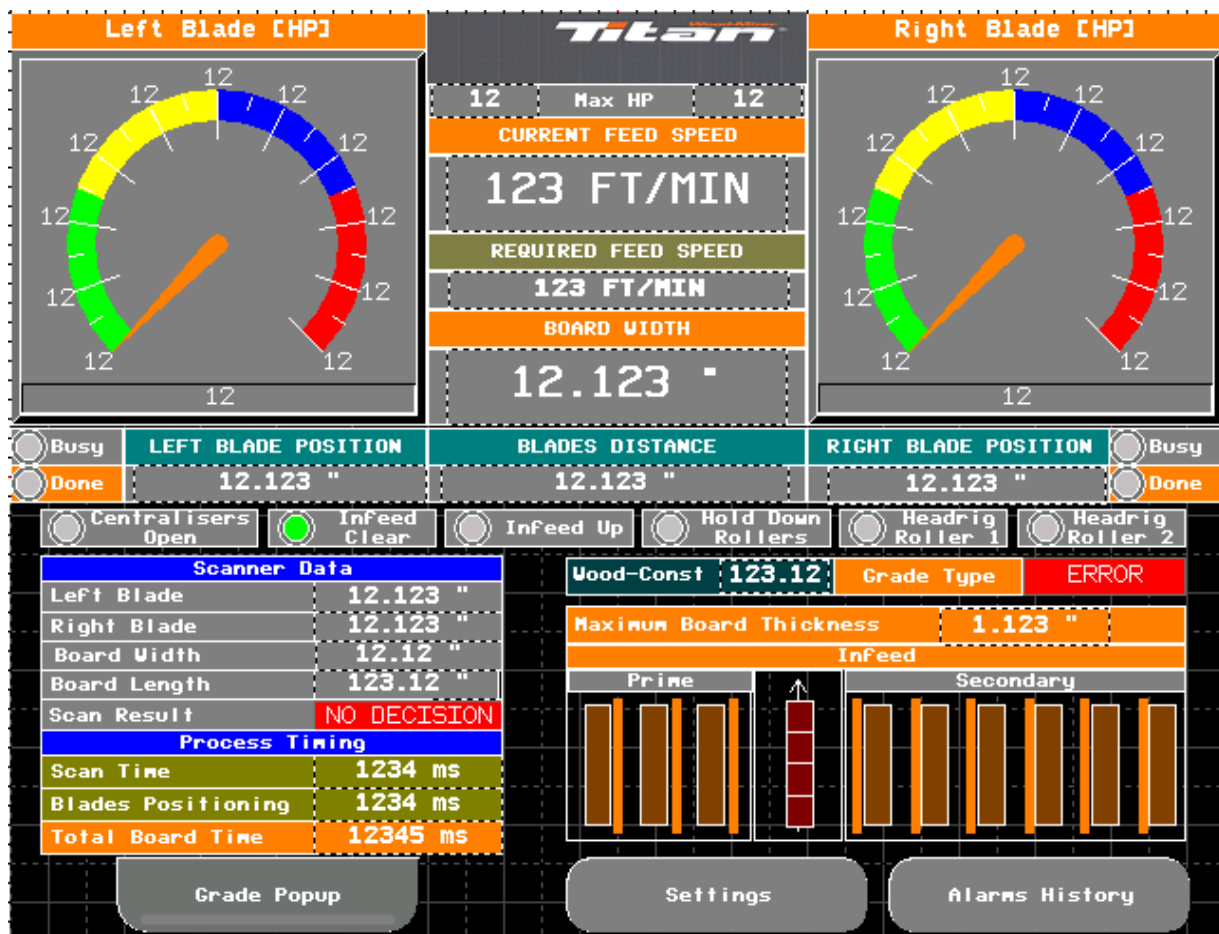 Left Blade [HP]
Wood-Mizer
Titan
Right Blade [HP]
12
12
12
12
12
12
12
12
12
12
12
12 Max HP 12
CURRENT FEED SPEED
123 FT/MIN
REQUIRED FEED SPEED
123 FT/MIN
BOARD WIDTH
12.123 "
12
12
12
12
12
12
12
12
12
12
12
Busy LEFT BLADE POSITION BLADES DISTANCE RIGHT BLADE POSITION Busy
Done 12.123 " 12.123 " 12.123 " Done
Centralisers Open
Infeed Clear
Infeed Up
Hold Down Rollers
Headrig Roller 1
Headrig Roller 2
Scanner Data
Left Blade 12.123 "
Right Blade 12.123 "
Board Width 12.12 "
Board Length 123.12 "
Scan Result NO DECISION
Process Timing
Scan Time 1234 ms
Blades Positioning 1234 ms
Total Board Time 12345 ms
Wood-Const 123.12 Grade Type ERROR
Maximum Board Thickness 1.123 "
Infeed
Prime Secondary
Grade Popup Settings Alarms History